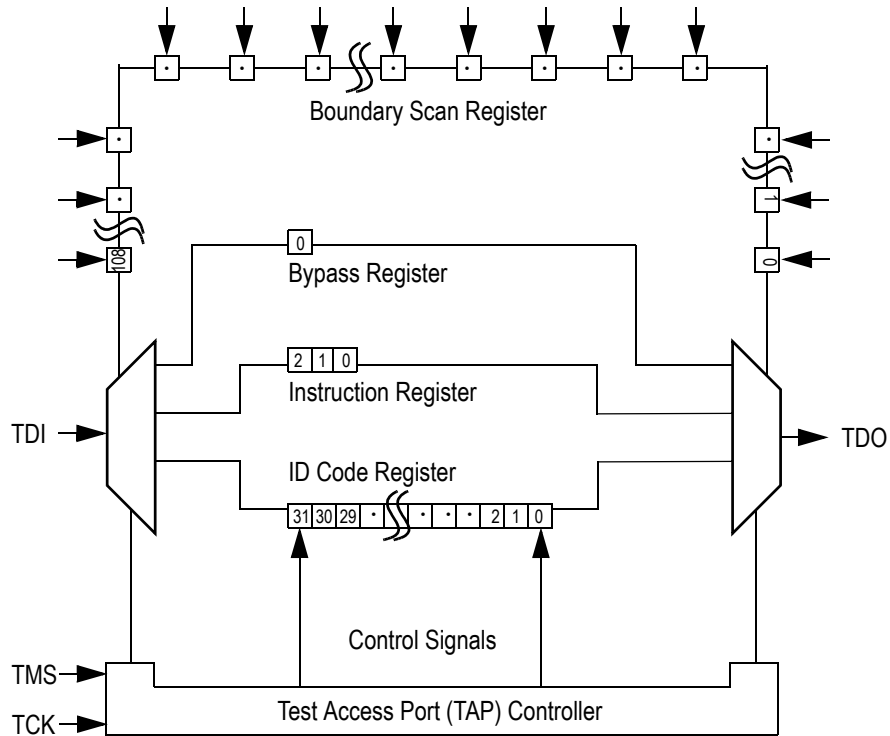 Boundary Scan Register
1
108
0
0
Bypass Register
2 1 0
Instruction Register
TDI
TDO
ID Code Register
31 30 29 · · · · 2 1 0
Control Signals
TMS
Test Access Port (TAP) Controller
TCK